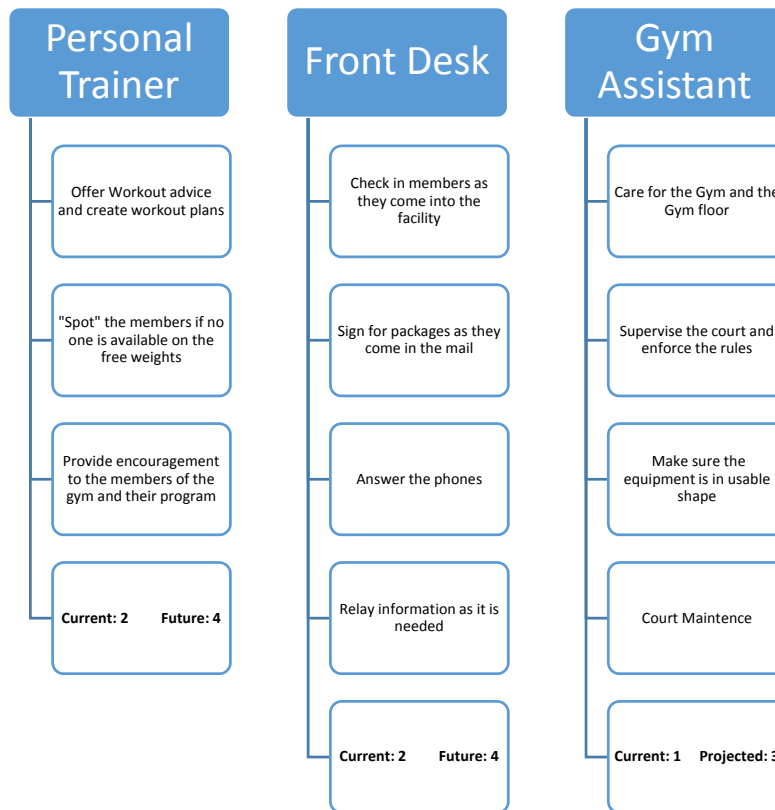 Personal
Trainer
Offer Workout advice
and create workout plans
"Spot" the members if no
one is available on the
free weights
Provide encouragement
to the members of the
gym and their program
Current: 2 Future: 4
Front Desk
Check in members as
they come into the
facility
Sign for packages as they
come in the mail
Answer the phones
Relay information as it is
needed
Current: 2 Future: 4
Gym
Assistant
Care for the Gym and the
Gym floor
Supervise the court and
enforce the rules
Make sure the
equipment is in usable
shape
Court Maintence
Current: 1 Projected: 3